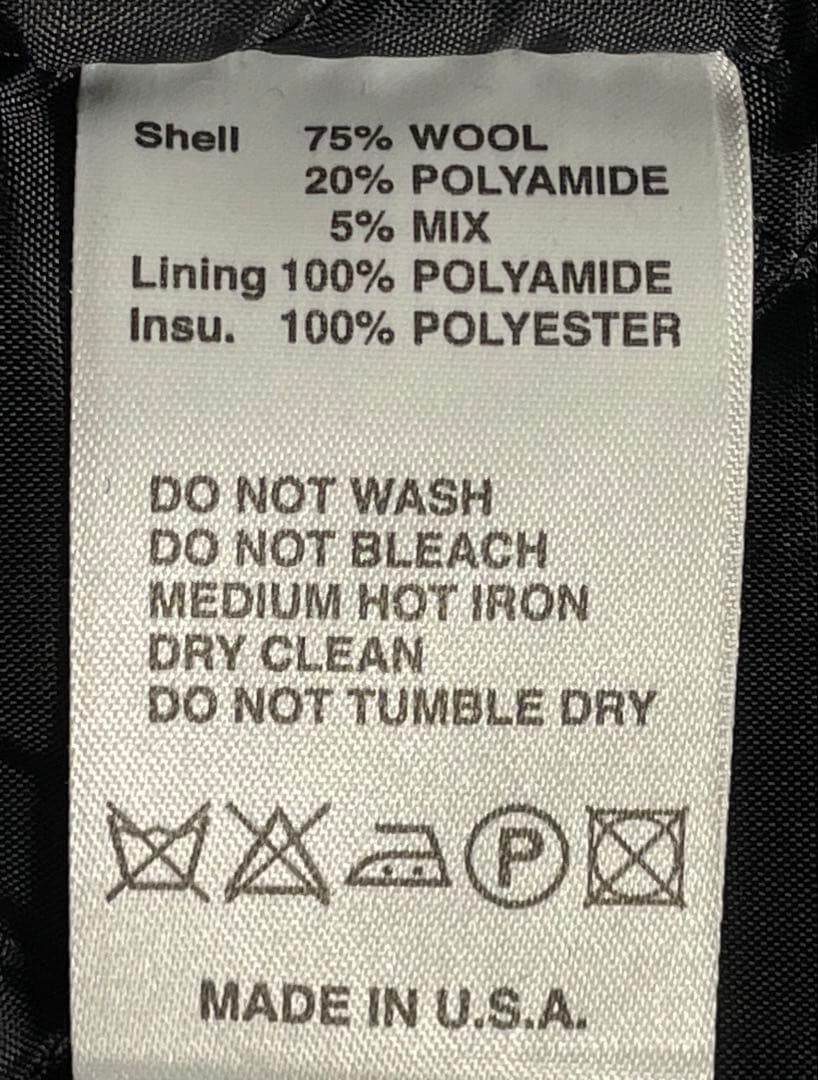 Shell 75% WOOL
20% POLYAMIDE
5% MIX
Lining 100% POLYAMIDE
Insu. 100% POLYESTER
DO NOT WASH
DO NOT BLEACH
MEDIUM HOT IRON
DRY CLEAN
DO NOT TUMBLE DRY
P
MADE IN U.S.A.